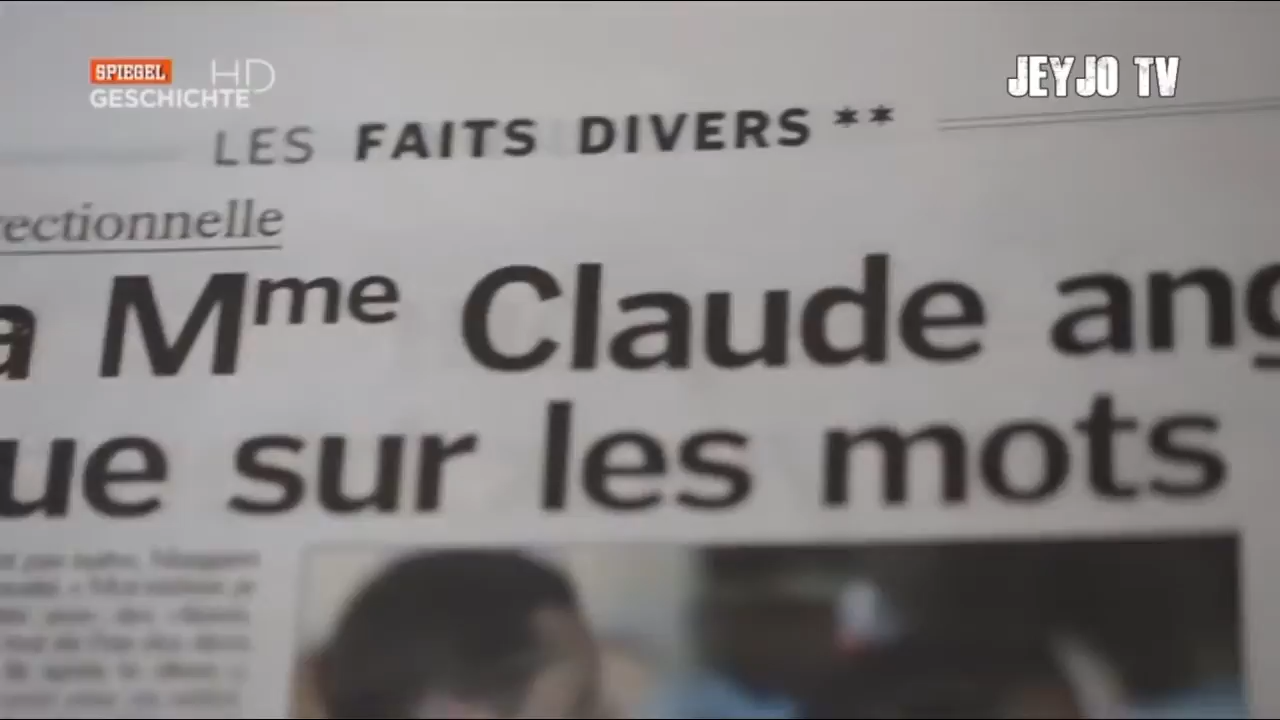 SPIEGEL HD
GESCHICHTE
JEYJO TV
LES FAITS DIVERS **
rectionnelle
a Mme Claude ang
ue sur les mots